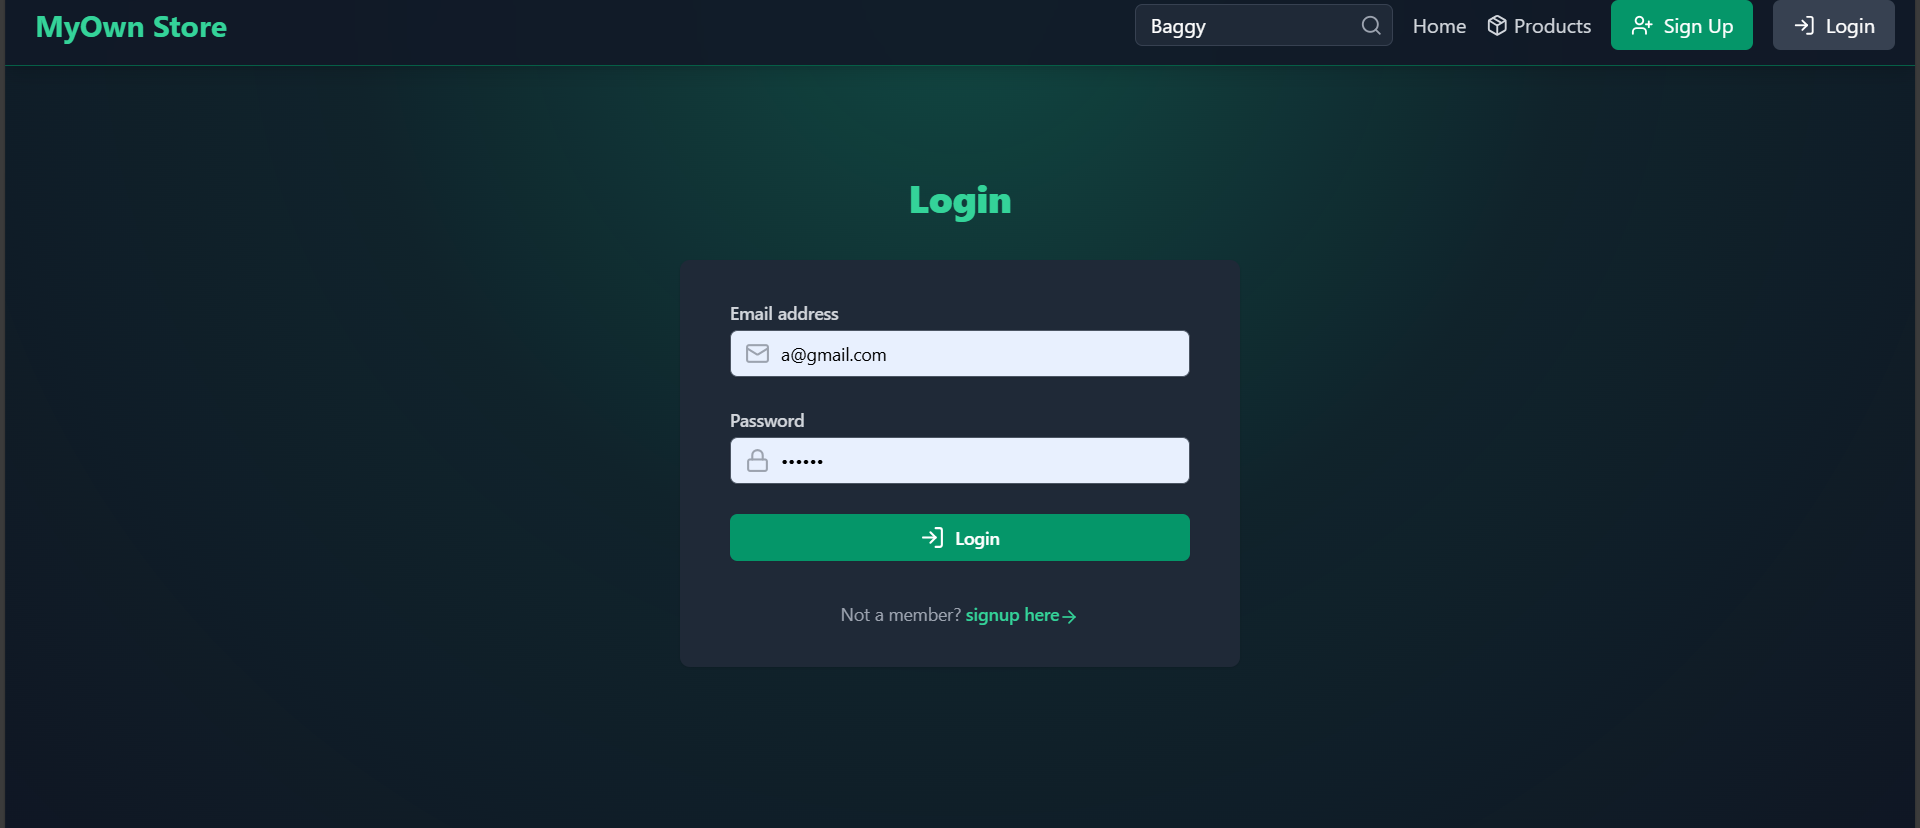 MyOwn Store
Baggy
Home
Products
Sign Up
Login
Login
Email address
a@gmail.com
Password
••••••
Login
Not a member? signup here